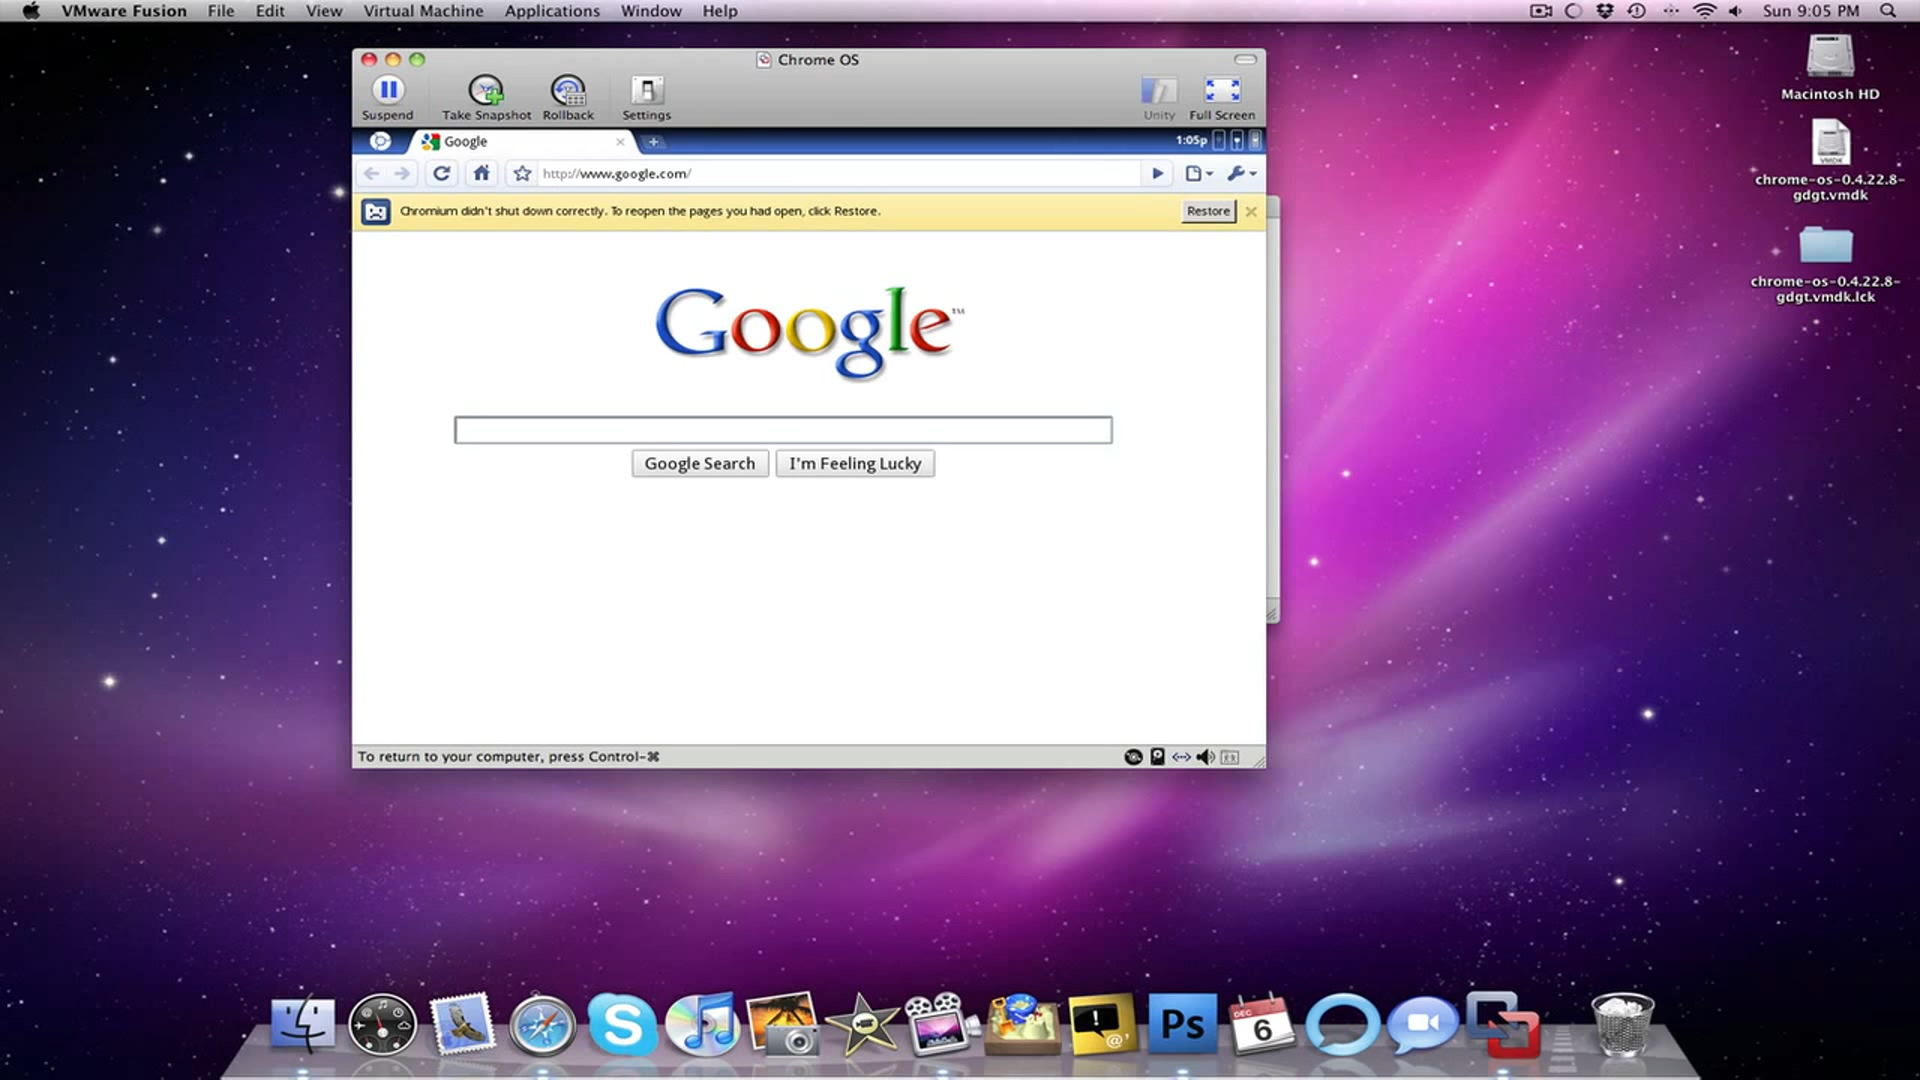 VMware Fusion File Edit View Virtual Machine Applications Window Help Sun 9:05 PM
Chrome OS
Suspend Take Snapshot Rollback Settings Unity Full Screen
Google 1:05p
http://www.google.com/
Chromium didn't shut down correctly. To reopen the pages you had open, click Restore. Restore
Google™
Google Search I'm Feeling Lucky
To return to your computer, press Control-⌘
Macintosh HD
VMDK
chrome-os-0.4.22.8-
gdgt.vmdk
chrome-os-0.4.22.8-
gdgt.vmdk.lck
S
! @'
Ps
DEC
6